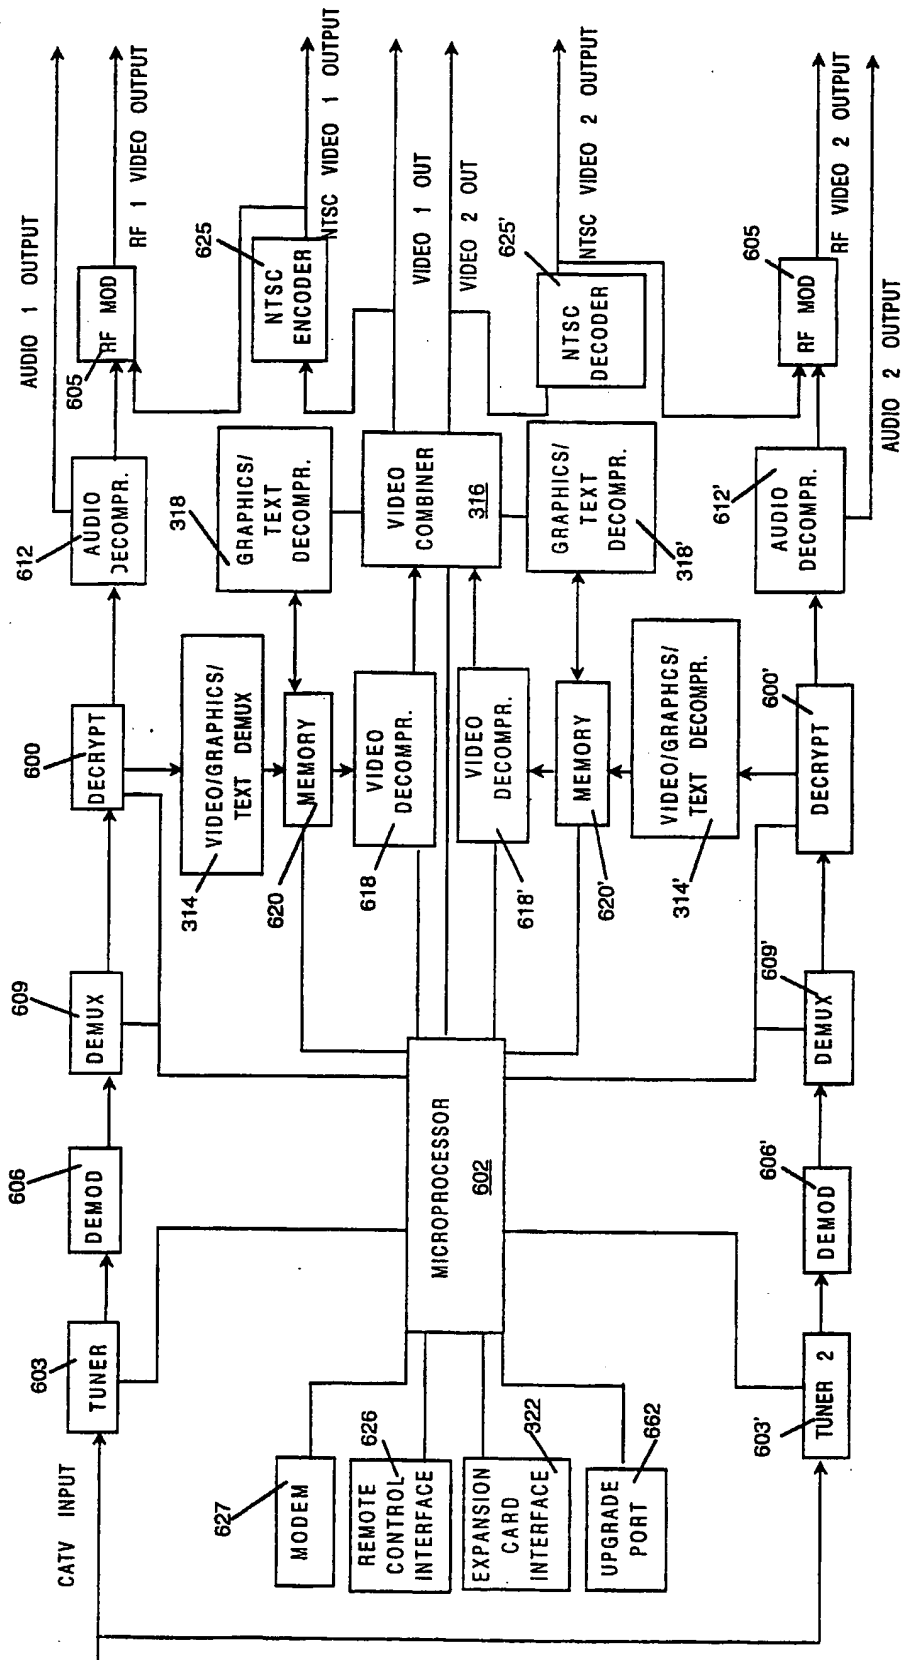 CATV INPUT
603
TUNER
606
DEMOD
609
DEMUX
600
DECRYPT
612
AUDIO
DECOMPR.
605
RF MOD
AUDIO 1 OUTPUT
RF 1 VIDEO OUTPUT
314
VIDEO/GRAPHICS/
TEXT DEMUX
318
GRAPHICS/
TEXT
DECOMPR.
625
NTSC
ENCODER
NTSC VIDEO 1 OUTPUT
627
MODEM
620
MEMORY
626
REMOTE
CONTROL
INTERFACE
618
VIDEO
DECOMPR.
VIDEO
COMBINER
316
VIDEO 1 OUT
MICROPROCESSOR
602
322
EXPANSION
CARD
INTERFACE
618'
VIDEO
DECOMPR.
VIDEO 2 OUT
662
UPGRADE
PORT
620'
MEMORY
GRAPHICS/
TEXT
DECOMPR.
318'
625'
NTSC
DECODER
NTSC VIDEO 2 OUTPUT
314'
VIDEO/GRAPHCS/
TEXT DECOMPR.
603'
TUNER 2
606'
DEMOD
609'
DEMUX
600'
DECRYPT
612'
AUDIO
DECOMPR.
605
RF MOD
RF VIDEO 2 OUTPUT
AUDIO 2 OUTPUT